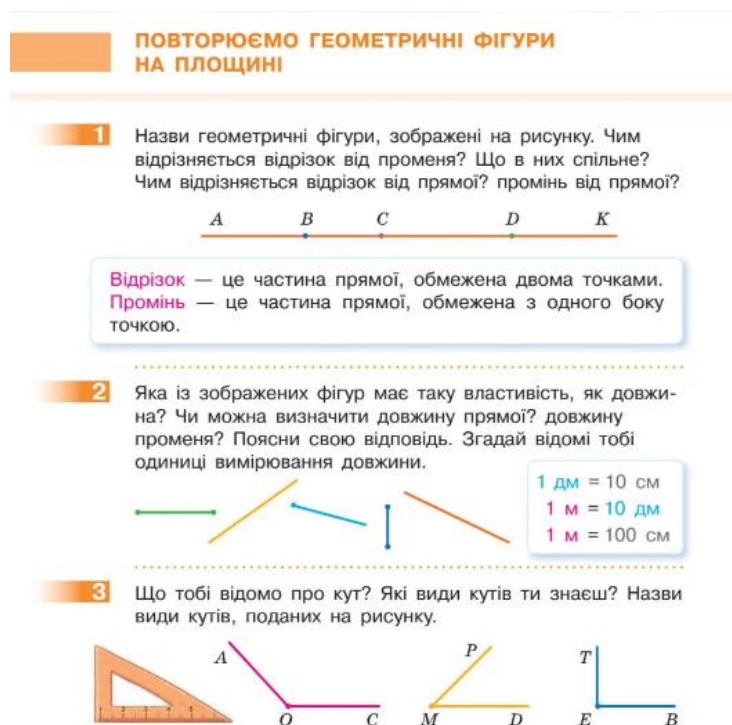 ПОВТОРЮЄМО ГЕОМЕТРИЧНІ ФІГУРИ
НА ПЛОЩИНІ
1
Назви геометричні фігури, зображені на рисунку. Чим
відрізняється відрізок від променя? Що в них спільне?
Чим відрізняється відрізок від прямої? промінь від прямої?
A B C D K
Відрізок — це частина прямої, обмежена двома точками.
Промінь — це частина прямої, обмежена з одного боку
точкою.
2
Яка із зображених фігур має таку властивість, як довжи-
на? Чи можна визначити довжину прямої? довжину
променя? Поясни свою відповідь. Згадай відомі тобі
одиниці вимірювання довжини.
1 дм = 10 см
1 м = 10 дм
1 м = 100 см
3
Що тобі відомо про кут? Які види кутів ти знаєш? Назви
види кутів, поданих на рисунку.
A P T
O C M D E B